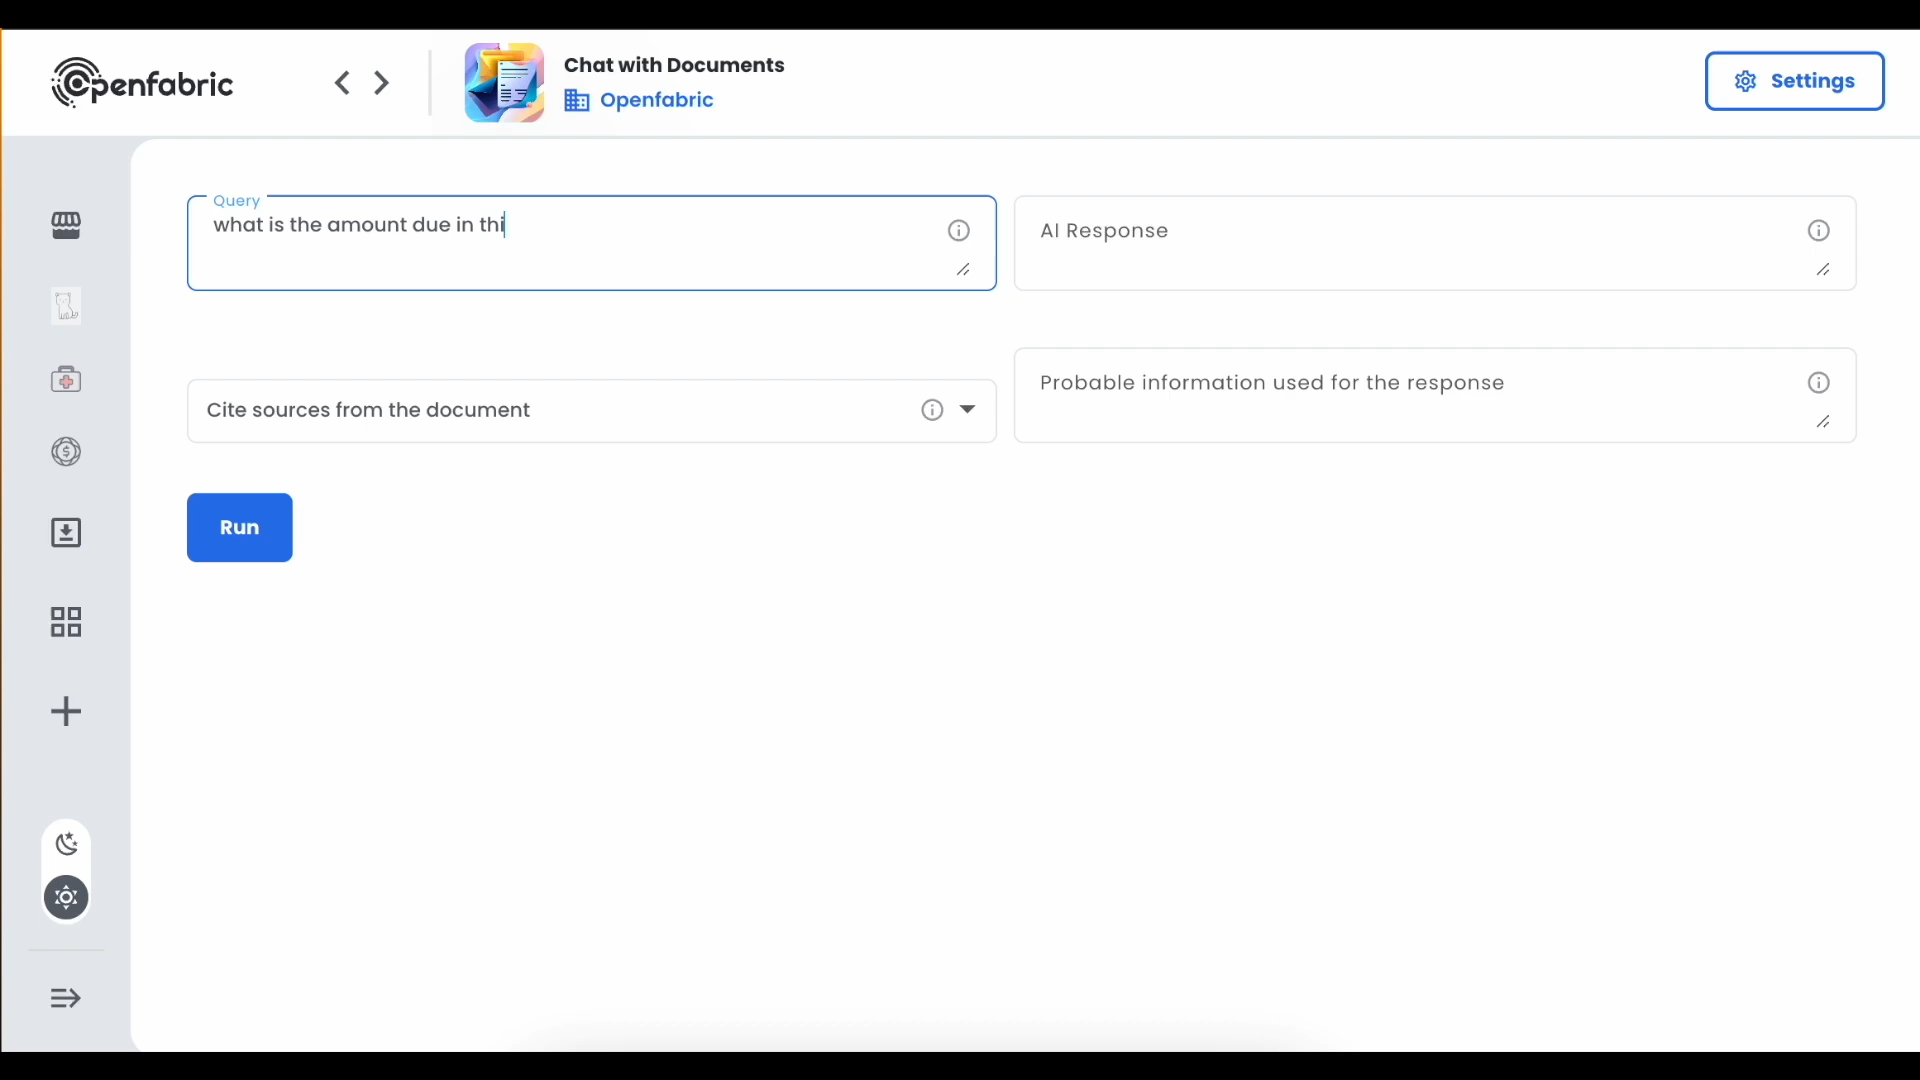 Openfabric
Chat with Documents
Openfabric
Settings
Query
what is the amount due in thi
AI Response
Cite sources from the document
Probable information used for the response
Run